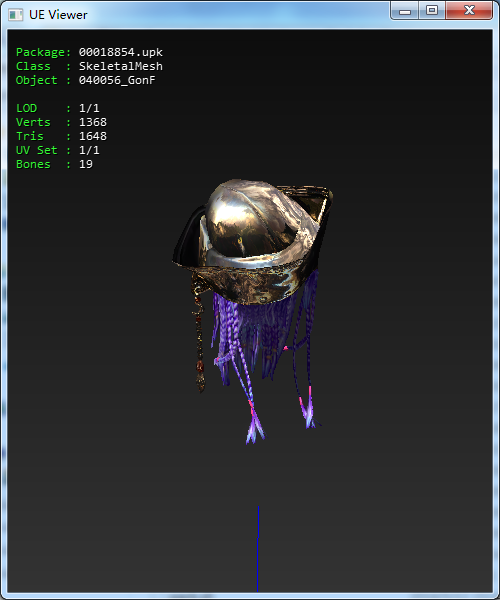 UE Viewer
Package: 00018854.upk
Class  : SkeletalMesh
Object : 040056_GonF
LOD    : 1/1
Verts  : 1368
Tris   : 1648
UV Set : 1/1
Bones  : 19